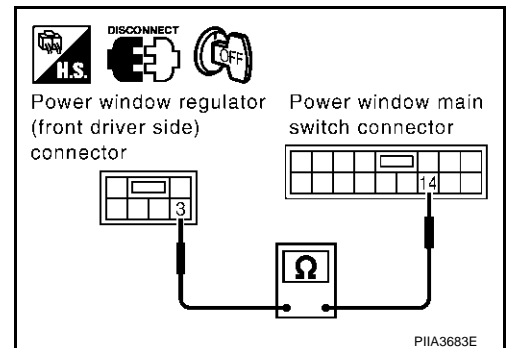 DISCONNECT
H.S.
OFF
Power window regulator
(front driver side)
connector
Power window main
switch connector
14
3
Ω
PIIA3683E